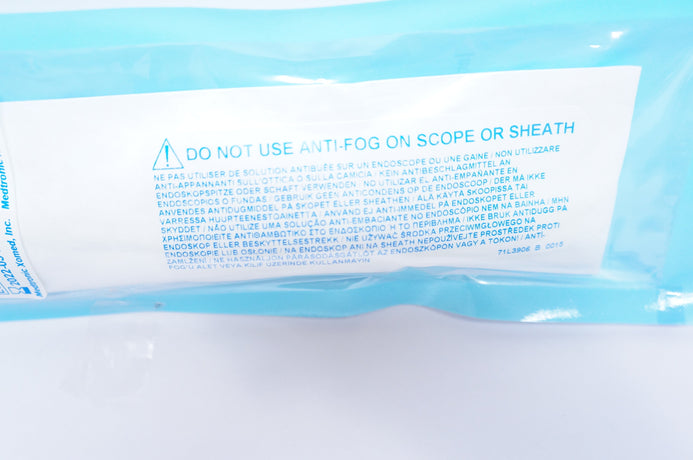 DO NOT USE ANTI-FOG ON SCOPE OR SHEATH
NE PAS UTILISER DE SOLUTION ANTIBUÉE SUR UN ENDOSCOPE OU UNE GAINE / NON UTILIZZARE
ANTI-APPANNANTI SULL'OTTICA O SULLA CAMICIA / KEIN ANTIBESCHLAGMITTEL AN
ENDOSKOPSPITZE ODER SCHAFT VERWENDEN / NO UTILIZAR EL ANTI-EMPAÑANTE EN
ENDOSCOPIOS O FUNDAS / GEBRUIK GEEN ANTICONDENS OP DE ENDOSCOOP / DER MÅ IKKE
ANVENDES ANTIDUGMIDDEL PÅ SKOPET ELLER SHEATHEN / ÄLÄ KÄYTÄ SKOOPISSA TAI
VARRESSA HUURTEENESTOAINETTA / ANVÄND EJ ANTI-IMMEDEL PÅ ENDOSKOPET ELLER
SKYDDET / NÃO UTILIZE UMA SOLUÇÃO ANTI-EMBACIANTE NO ENDOSCÓPIO NEM NA BAINHA / ΜΗΝ
ΧΡΗΣΙΜΟΠΟΙΕΙΤΕ ΑΝΤΙΘΑΜΒΩΤΙΚΟ ΣΤΟ ΕΝΔΟΣΚΟΠΙΟ Ή ΤΟ ΠΕΡΙΒΛΗΜΑ / IKKE BRUK ANTIDUGG PÅ
ENDOSKOP ELLER BESKYTTELSESTREKK / NIE UŻYWAĆ ŚRODKA PRZECIWMGŁOWEGO NA
ENDOSKOPIE LUB OSŁONIE / NA ENDOSKOP ANI NA SHEATH NEPOUŽÍVEJTE PROSTŘEDEK PROTI
ZAMLŽENÍ / NE HASZNÁLJON PÁRÁSODÁSGÁTLÓT AZ ENDOSZKÓPON VAGY A TOKON! / ANTI-
FOG'U ALET VEYA KILIF ÜZERİNDE KULLANMAYIN
71L3906 B 0015
Xomed, Inc. Medtronic